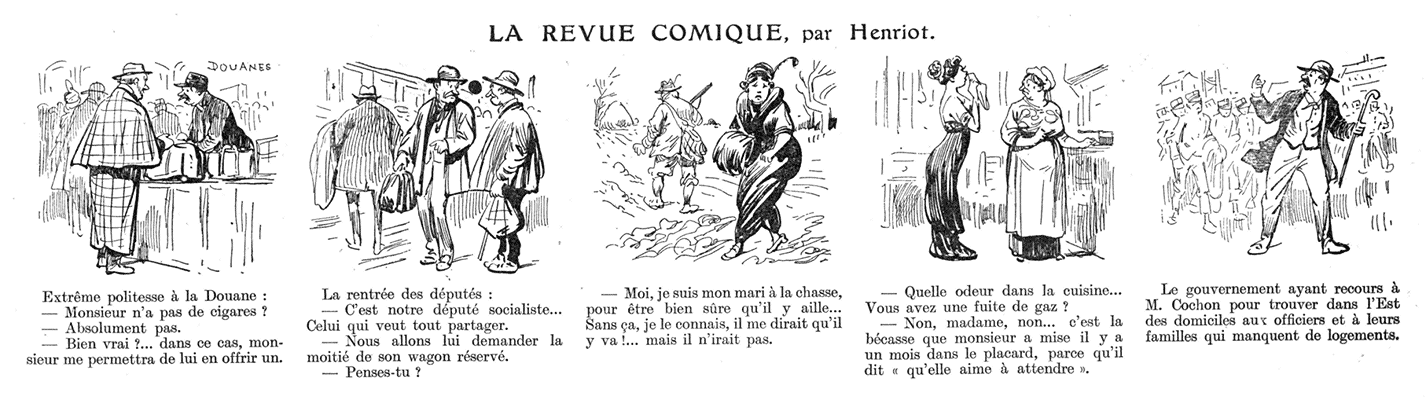 LA REVUE COMIQUE, par Henriot.
DOUANES
Extrême politesse à la Douane :
— Monsieur n'a pas de cigares ?
— Absolument pas.
— Bien vrai ?... dans ce cas, mon-
sieur me permettra de lui en offrir un.
La rentrée des députés :
— C'est notre député socialiste...
Celui qui veut tout partager.
— Nous allons lui demander la
moitié de son wagon réservé.
— Penses-tu ?
— Moi, je suis mon mari à la chasse,
pour être bien sûre qu'il y aille...
Sans ça, je le connais, il me dirait qu'il
y va !... mais il n'irait pas.
— Quelle odeur dans la cuisine...
Vous avez une fuite de gaz ?
— Non, madame, non... c'est la
bécasse que monsieur a mise il y a
un mois dans le placard, parce qu'il
dit « qu'elle aime à attendre ».
Le gouvernement ayant recours à
M. Cochon pour trouver dans l'Est
des domiciles aux officiers et à leurs
familles qui manquent de logements.